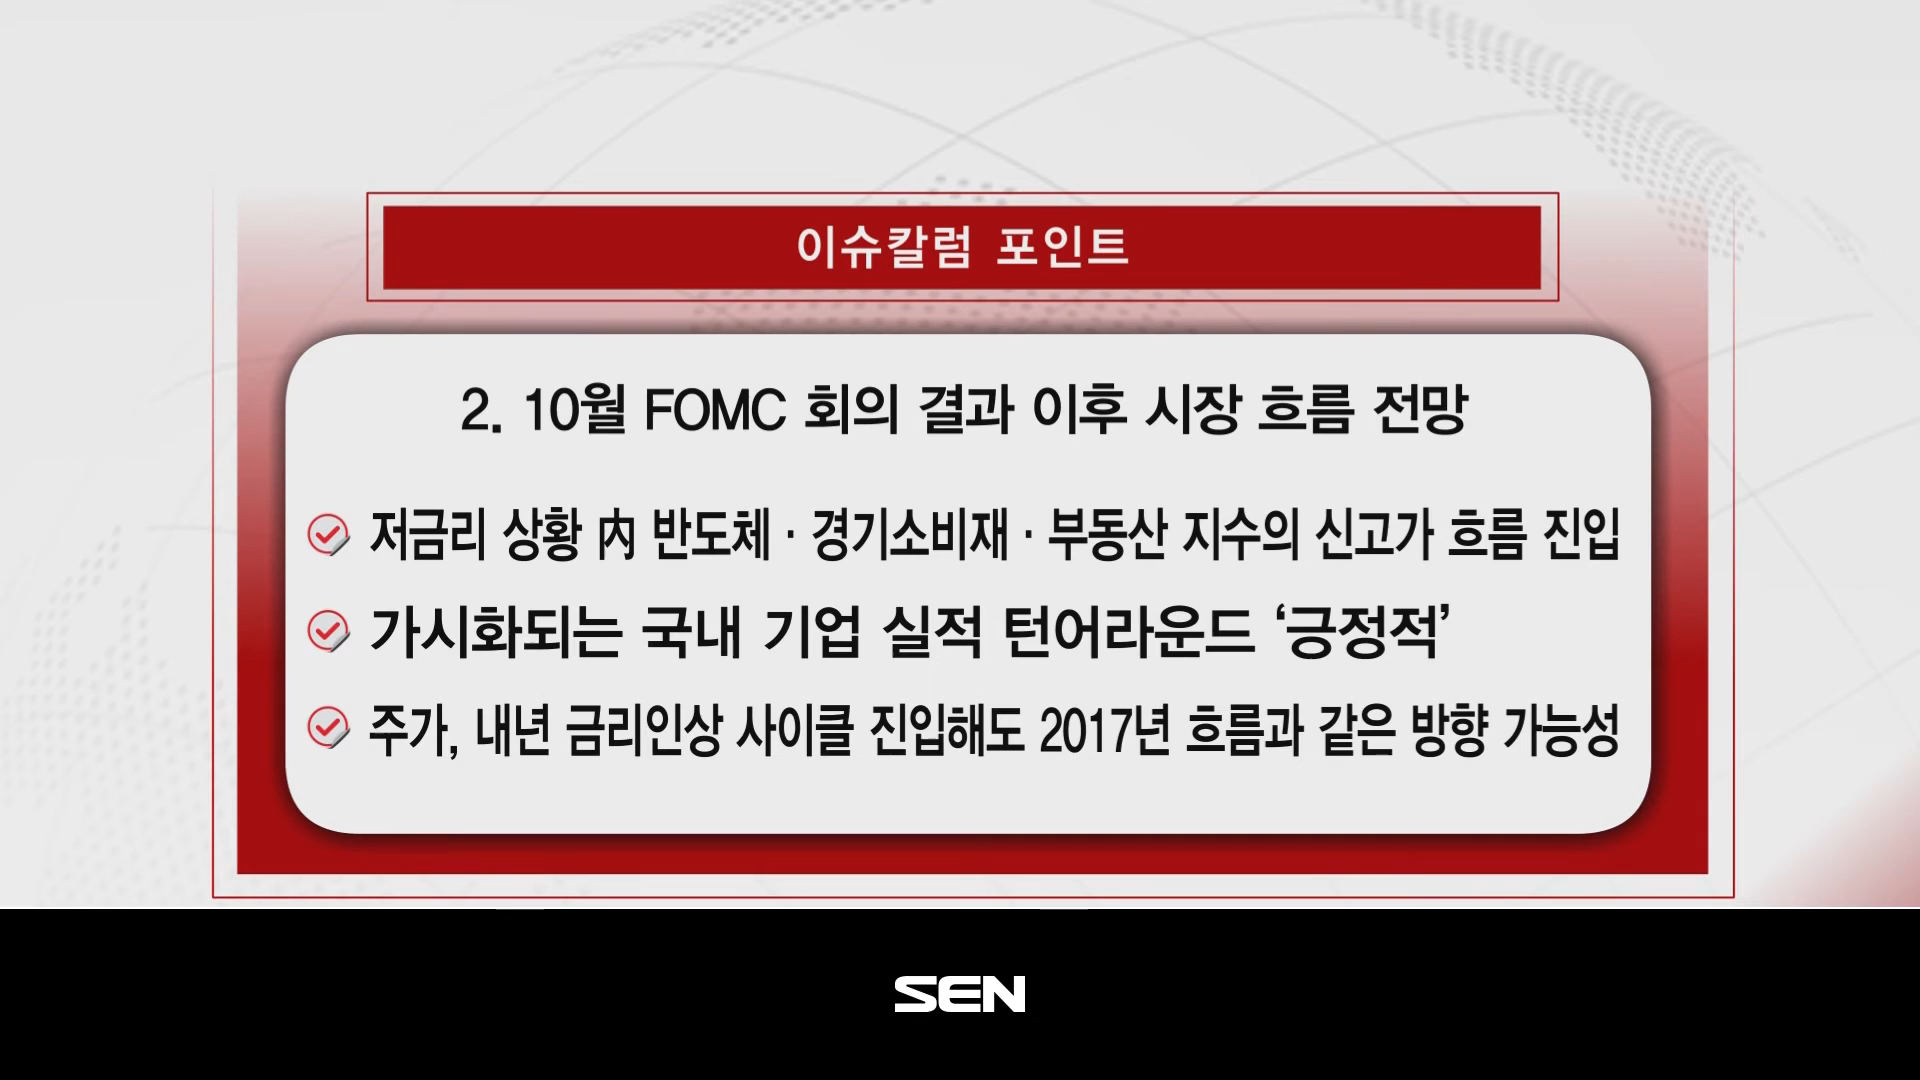 이슈칼럼 포인트
2. 10월 FOMC 회의 결과 이후 시장 흐름 전망
저금리 상황 內 반도체 · 경기소비재 · 부동산 지수의 신고가 흐름 진입
가시화되는 국내 기업 실적 턴어라운드 ‘긍정적’
주가, 내년 금리인상 사이클 진입해도 2017년 흐름과 같은 방향 가능성
SEN